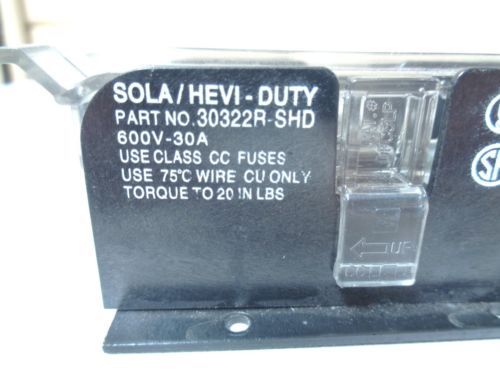 SOLA/HEVI-DUTY
PART NO. 30322R-SHD
600V-30A
USE CLASS CC FUSES
USE 75°C WIRE CU ONLY
TORQUE TO 20 IN LBS
UP